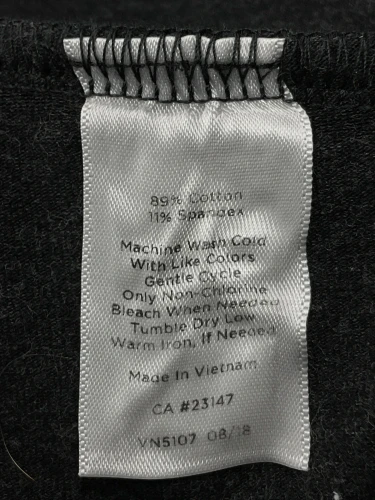 89% Cotton
11% Spandex
Machine Wash Cold
With Like Colors
Gentle Cycle
Only Non-Chlorine
Bleach When Needed
Tumble Dry Low
Warm Iron, If Needed
Made In Vietnam
CA #23147
VN5107 08/18